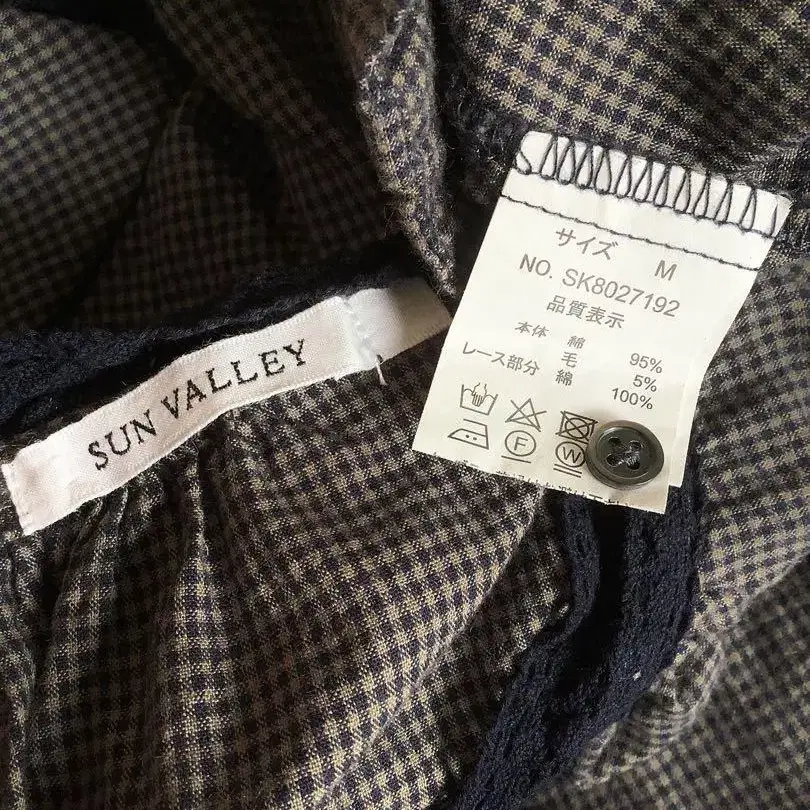 SUN VALLEY
サイズ M
NO. SK8027192
品質表示
本体 綿 95%
毛 5%
レース部分 綿 100%
F
W